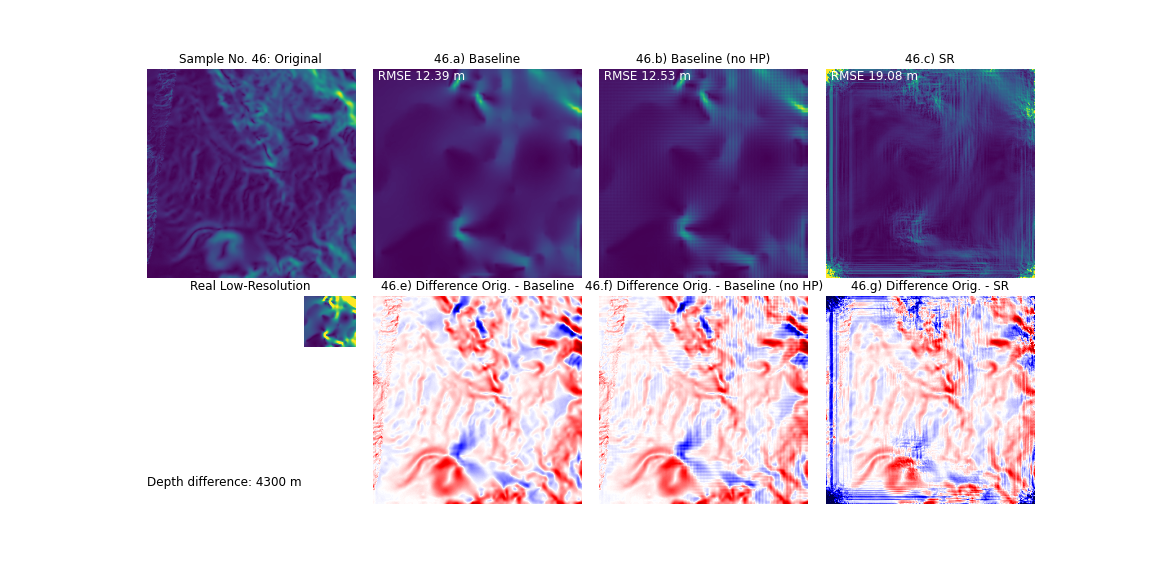 Sample No. 46: Original
46.a) Baseline
46.b) Baseline (no HP)
46.c) SR
RMSE 12.39 m
RMSE 12.53 m
RMSE 19.08 m
Real Low-Resolution
46.e) Difference Orig. - Baseline
46.f) Difference Orig. - Baseline (no HP)
46.g) Difference Orig. - SR
Depth difference: 4300 m